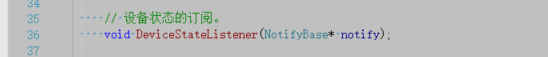 34
35 // 设备状态的订阅。
36 void DeviceStateListener(NotifyBase* notify);
37